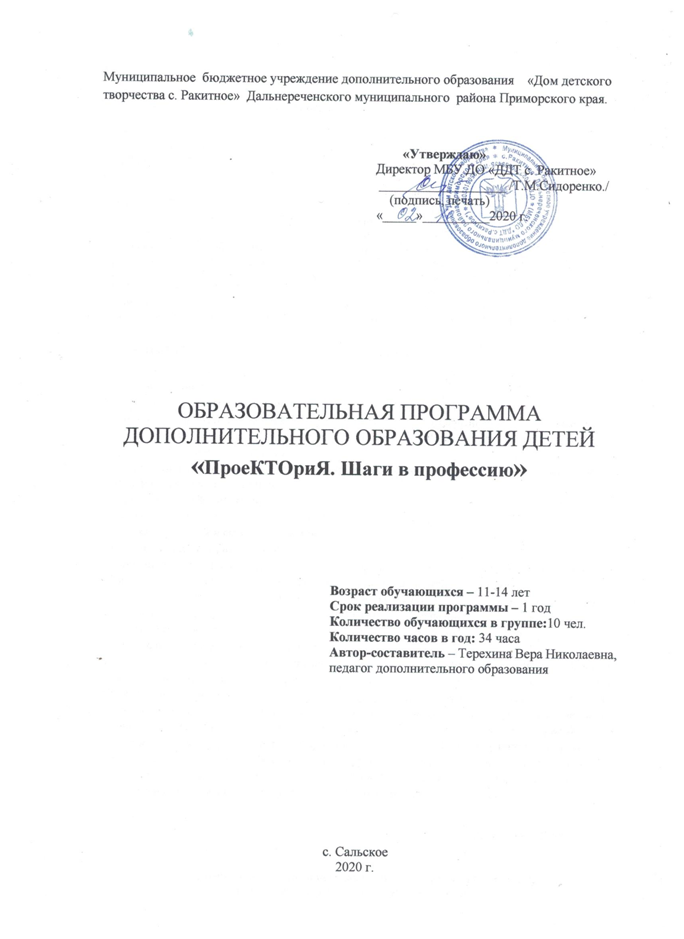 Муниципальное бюджетное учреждение дополнительного образования «Дом детского
творчества с. Ракитное» Дальнереченского муниципального района Приморского края.
«Утверждаю»
Директор МБУ ДО «ДДТ с. Ракитное»
/Т.М.Сидоренко./
(подпись, печать)
«02» 2020 г.
ОБРАЗОВАТЕЛЬНАЯ ПРОГРАММА
ДОПОЛНИТЕЛЬНОГО ОБРАЗОВАНИЯ ДЕТЕЙ
«ПроеКТОриЯ. Шаги в профессию»
Возраст обучающихся – 11-14 лет
Срок реализации программы – 1 год
Количество обучающихся в группе:10 чел.
Количество часов в год: 34 часа
Автор-составитель – Терехина Вера Николаевна,
педагог дополнительного образования
с. Сальское
2020 г.